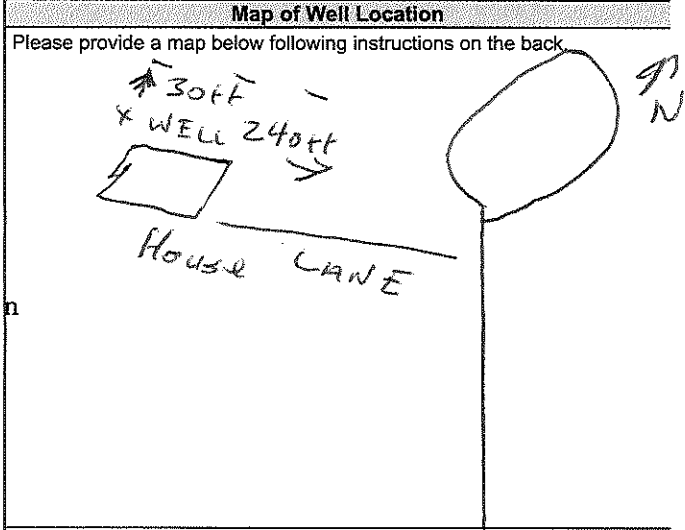 Map of Well Location
Please provide a map below following instructions on the back
30ft
N
x WELL 240ft
House LANE
n